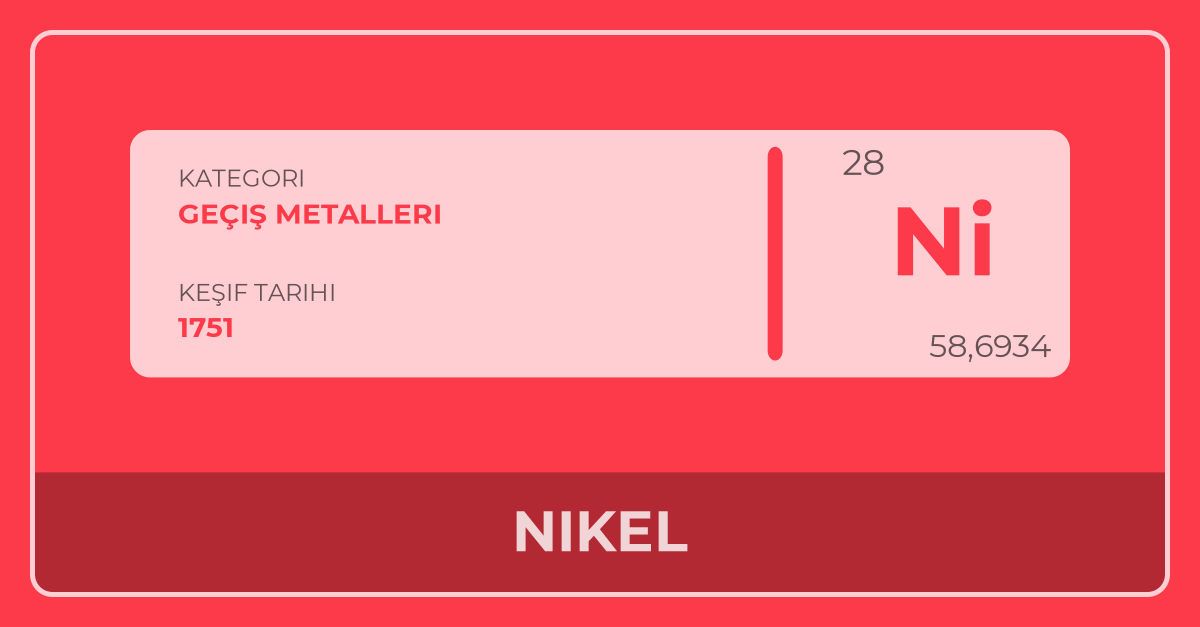 KATEGORI
GEÇIŞ METALLERI
KEŞIF TARIHI
1751
28
Ni
58,6934
NIKEL